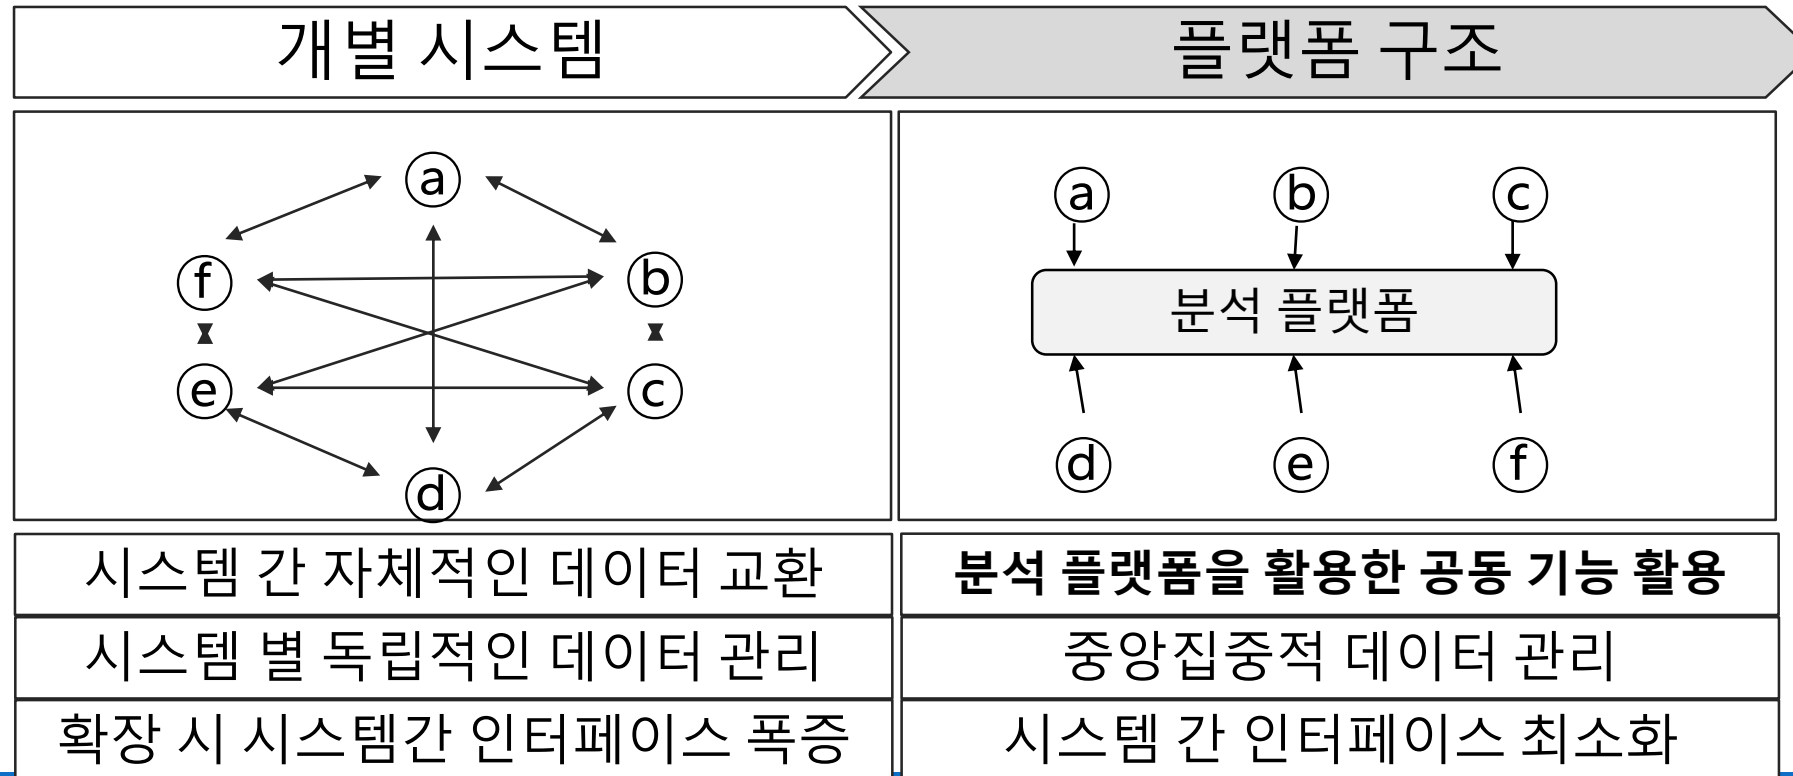 개별 시스템
플랫폼 구조
a
f
b
e
c
d
a b c
분석 플랫폼
d e f
시스템 간 자체적인 데이터 교환
분석 플랫폼을 활용한 공동 기능 활용
시스템 별 독립적인 데이터 관리
중앙집중적 데이터 관리
확장 시 시스템간 인터페이스 폭증
시스템 간 인터페이스 최소화